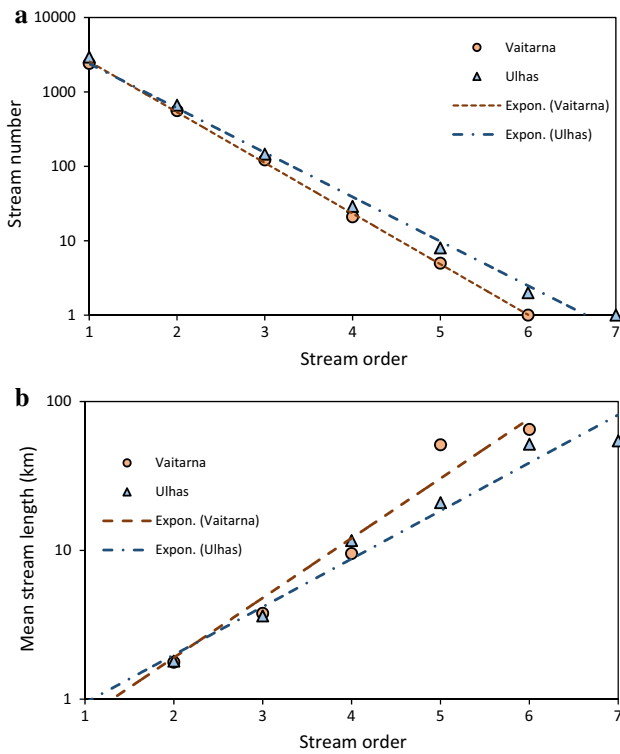 a
10000
1000
100
10
1
Stream number
Vaitarna
Ulhas
Expon. (Vaitarna)
Expon. (Ulhas)
1 2 3 4 5 6 7
Stream order
b
100
10
1
Mean stream length (km)
Vaitarna
Ulhas
Expon. (Vaitarna)
Expon. (Ulhas)
1 2 3 4 5 6 7
Stream order